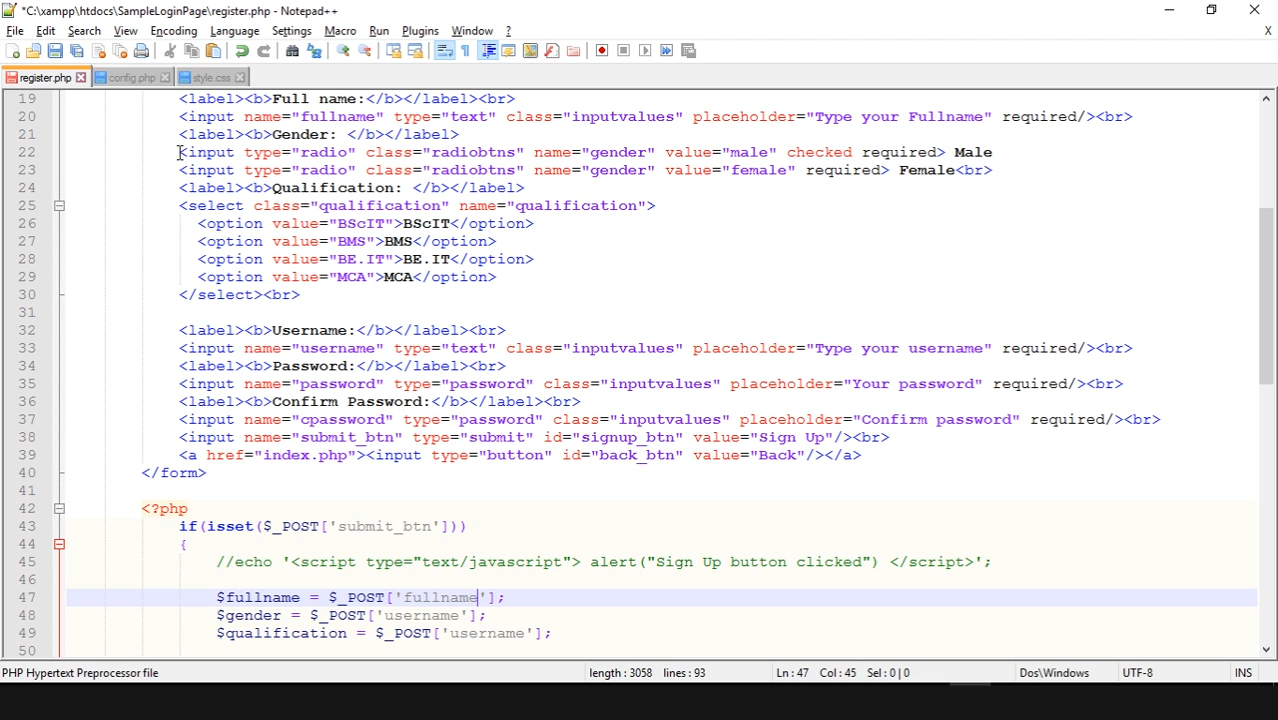 *C:\xampp\htdocs\SampleLoginPage\register.php - Notepad++
File Edit Search View Encoding Language Settings Macro Run Plugins Window ? X
register.php config.php style.css
19 <label><b>Full name:</b></label><br>
20 <input name="fullname" type="text" class="inputvalues" placeholder="Type your Fullname" required/><br>
21 <label><b>Gender: </b></label>
22 <input type="radio" class="radiobtns" name="gender" value="male" checked required> Male
23 <input type="radio" class="radiobtns" name="gender" value="female" required> Female<br>
24 <label><b>Qualification: </b></label>
25 <select class="qualification" name="qualification">
26 <option value="BScIT">BScIT</option>
27 <option value="BMS">BMS</option>
28 <option value="BE.IT">BE.IT</option>
29 <option value="MCA">MCA</option>
30 </select><br>
31
32 <label><b>Username:</b></label><br>
33 <input name="username" type="text" class="inputvalues" placeholder="Type your username" required/><br>
34 <label><b>Password:</b></label><br>
35 <input name="password" type="password" class="inputvalues" placeholder="Your password" required/><br>
36 <label><b>Confirm Password:</b></label><br>
37 <input name="cpassword" type="password" class="inputvalues" placeholder="Confirm password" required/><br>
38 <input name="submit_btn" type="submit" id="signup_btn" value="Sign Up"/><br>
39 <a href="index.php"><input type="button" id="back_btn" value="Back"/></a>
40 </form>
41
42 <?php
43 if(isset($_POST['submit_btn']))
44 {
45 //echo '<script type="text/javascript"> alert("Sign Up button clicked") </script>';
46
47 $fullname = $_POST['fullname'];
48 $gender = $_POST['username'];
49 $qualification = $_POST['username'];
50
PHP Hypertext Preprocessor file length : 3058 lines : 93 Ln : 47 Col : 45 Sel : 0 | 0 Dos\Windows UTF-8 INS